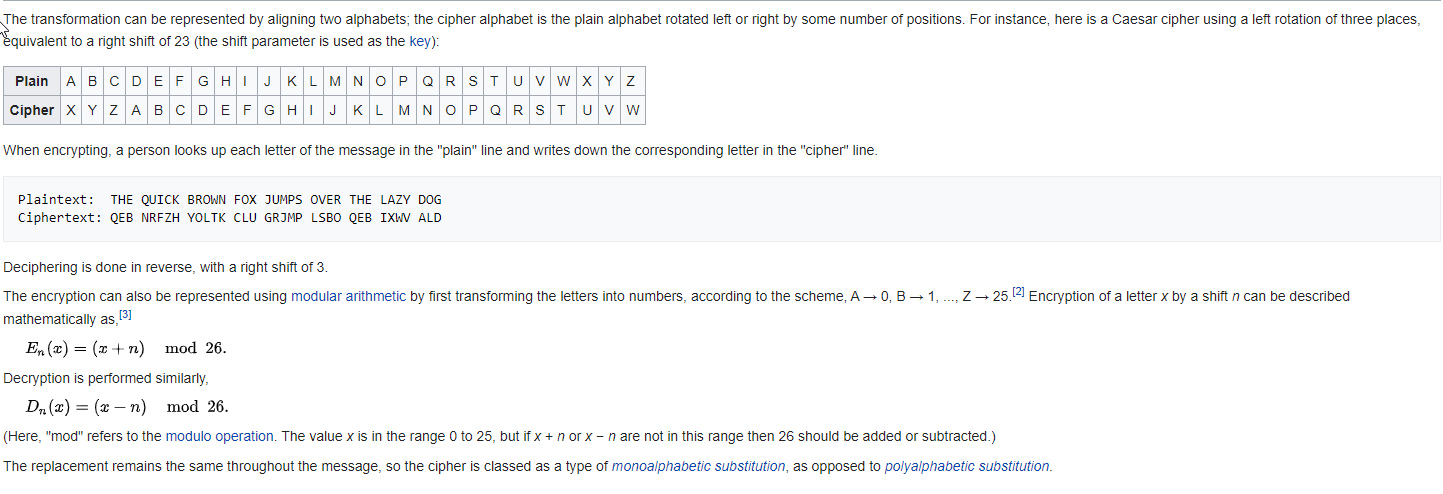 The transformation can be represented by aligning two alphabets; the cipher alphabet is the plain alphabet rotated left or right by some number of positions. For instance, here is a Caesar cipher using a left rotation of three places,
equivalent to a right shift of 23 (the shift parameter is used as the key):
Plain A B C D E F G H I J K L M N O P Q R S T U V W X Y Z
Cipher X Y Z A B C D E F G H I J K L M N O P Q R S T U V W
When encrypting, a person looks up each letter of the message in the "plain" line and writes down the corresponding letter in the "cipher" line.
Plaintext: THE QUICK BROWN FOX JUMPS OVER THE LAZY DOG
Ciphertext: QEB NRFZH YOLTK CLU GRJMP LSBO QEB IXWV ALD
Deciphering is done in reverse, with a right shift of 3.
The encryption can also be represented using modular arithmetic by first transforming the letters into numbers, according to the scheme, A → 0, B → 1, ..., Z → 25.[2] Encryption of a letter x by a shift n can be described
mathematically as,[3]
Eₙ(x) = (x + n) mod 26.
Decryption is performed similarly,
Dₙ(x) = (x − n) mod 26.
(Here, "mod" refers to the modulo operation. The value x is in the range 0 to 25, but if x + n or x − n are not in this range then 26 should be added or subtracted.)
The replacement remains the same throughout the message, so the cipher is classed as a type of monoalphabetic substitution, as opposed to polyalphabetic substitution.